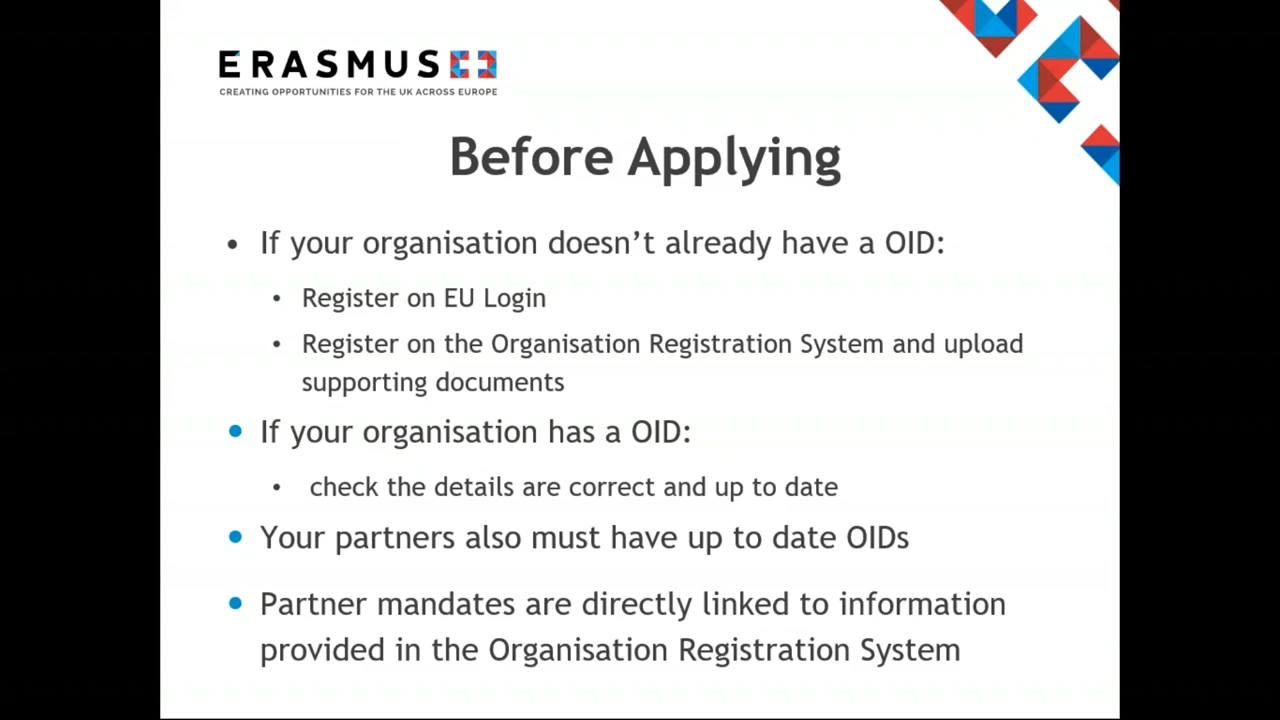 ERASMUS
CREATING OPPORTUNITIES FOR THE UK ACROSS EUROPE
Before Applying
• If your organisation doesn’t already have a OID:
• Register on EU Login
• Register on the Organisation Registration System and upload
supporting documents
• If your organisation has a OID:
• check the details are correct and up to date
• Your partners also must have up to date OIDs
• Partner mandates are directly linked to information
provided in the Organisation Registration System